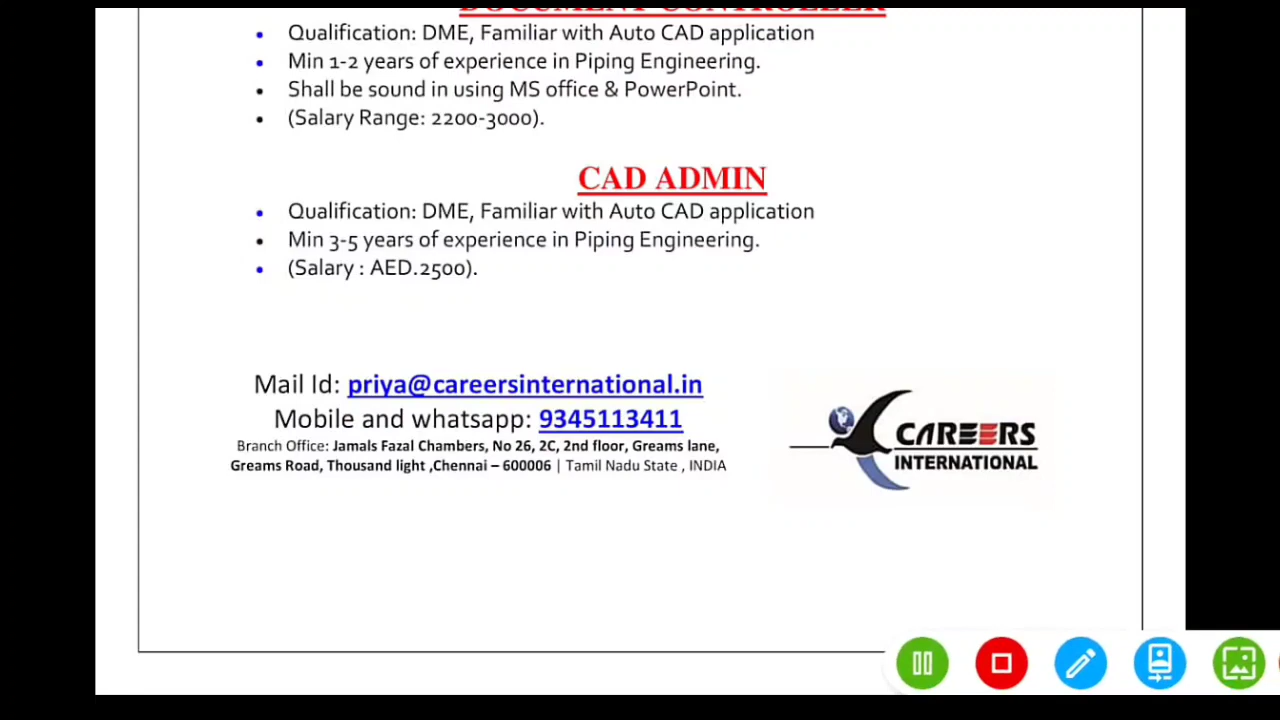 DOCUMENT CONTROLLER
Qualification: DME, Familiar with Auto CAD application
Min 1-2 years of experience in Piping Engineering.
Shall be sound in using MS office & PowerPoint.
(Salary Range: 2200-3000).
CAD ADMIN
Qualification: DME, Familiar with Auto CAD application
Min 3-5 years of experience in Piping Engineering.
(Salary : AED.2500).
Mail Id: priya@careersinternational.in
Mobile and whatsapp: 9345113411
Branch Office: Jamals Fazal Chambers, No 26, 2C, 2nd floor, Greams lane,
Greams Road, Thousand light ,Chennai – 600006 | Tamil Nadu State , INDIA
CAREERS
INTERNATIONAL